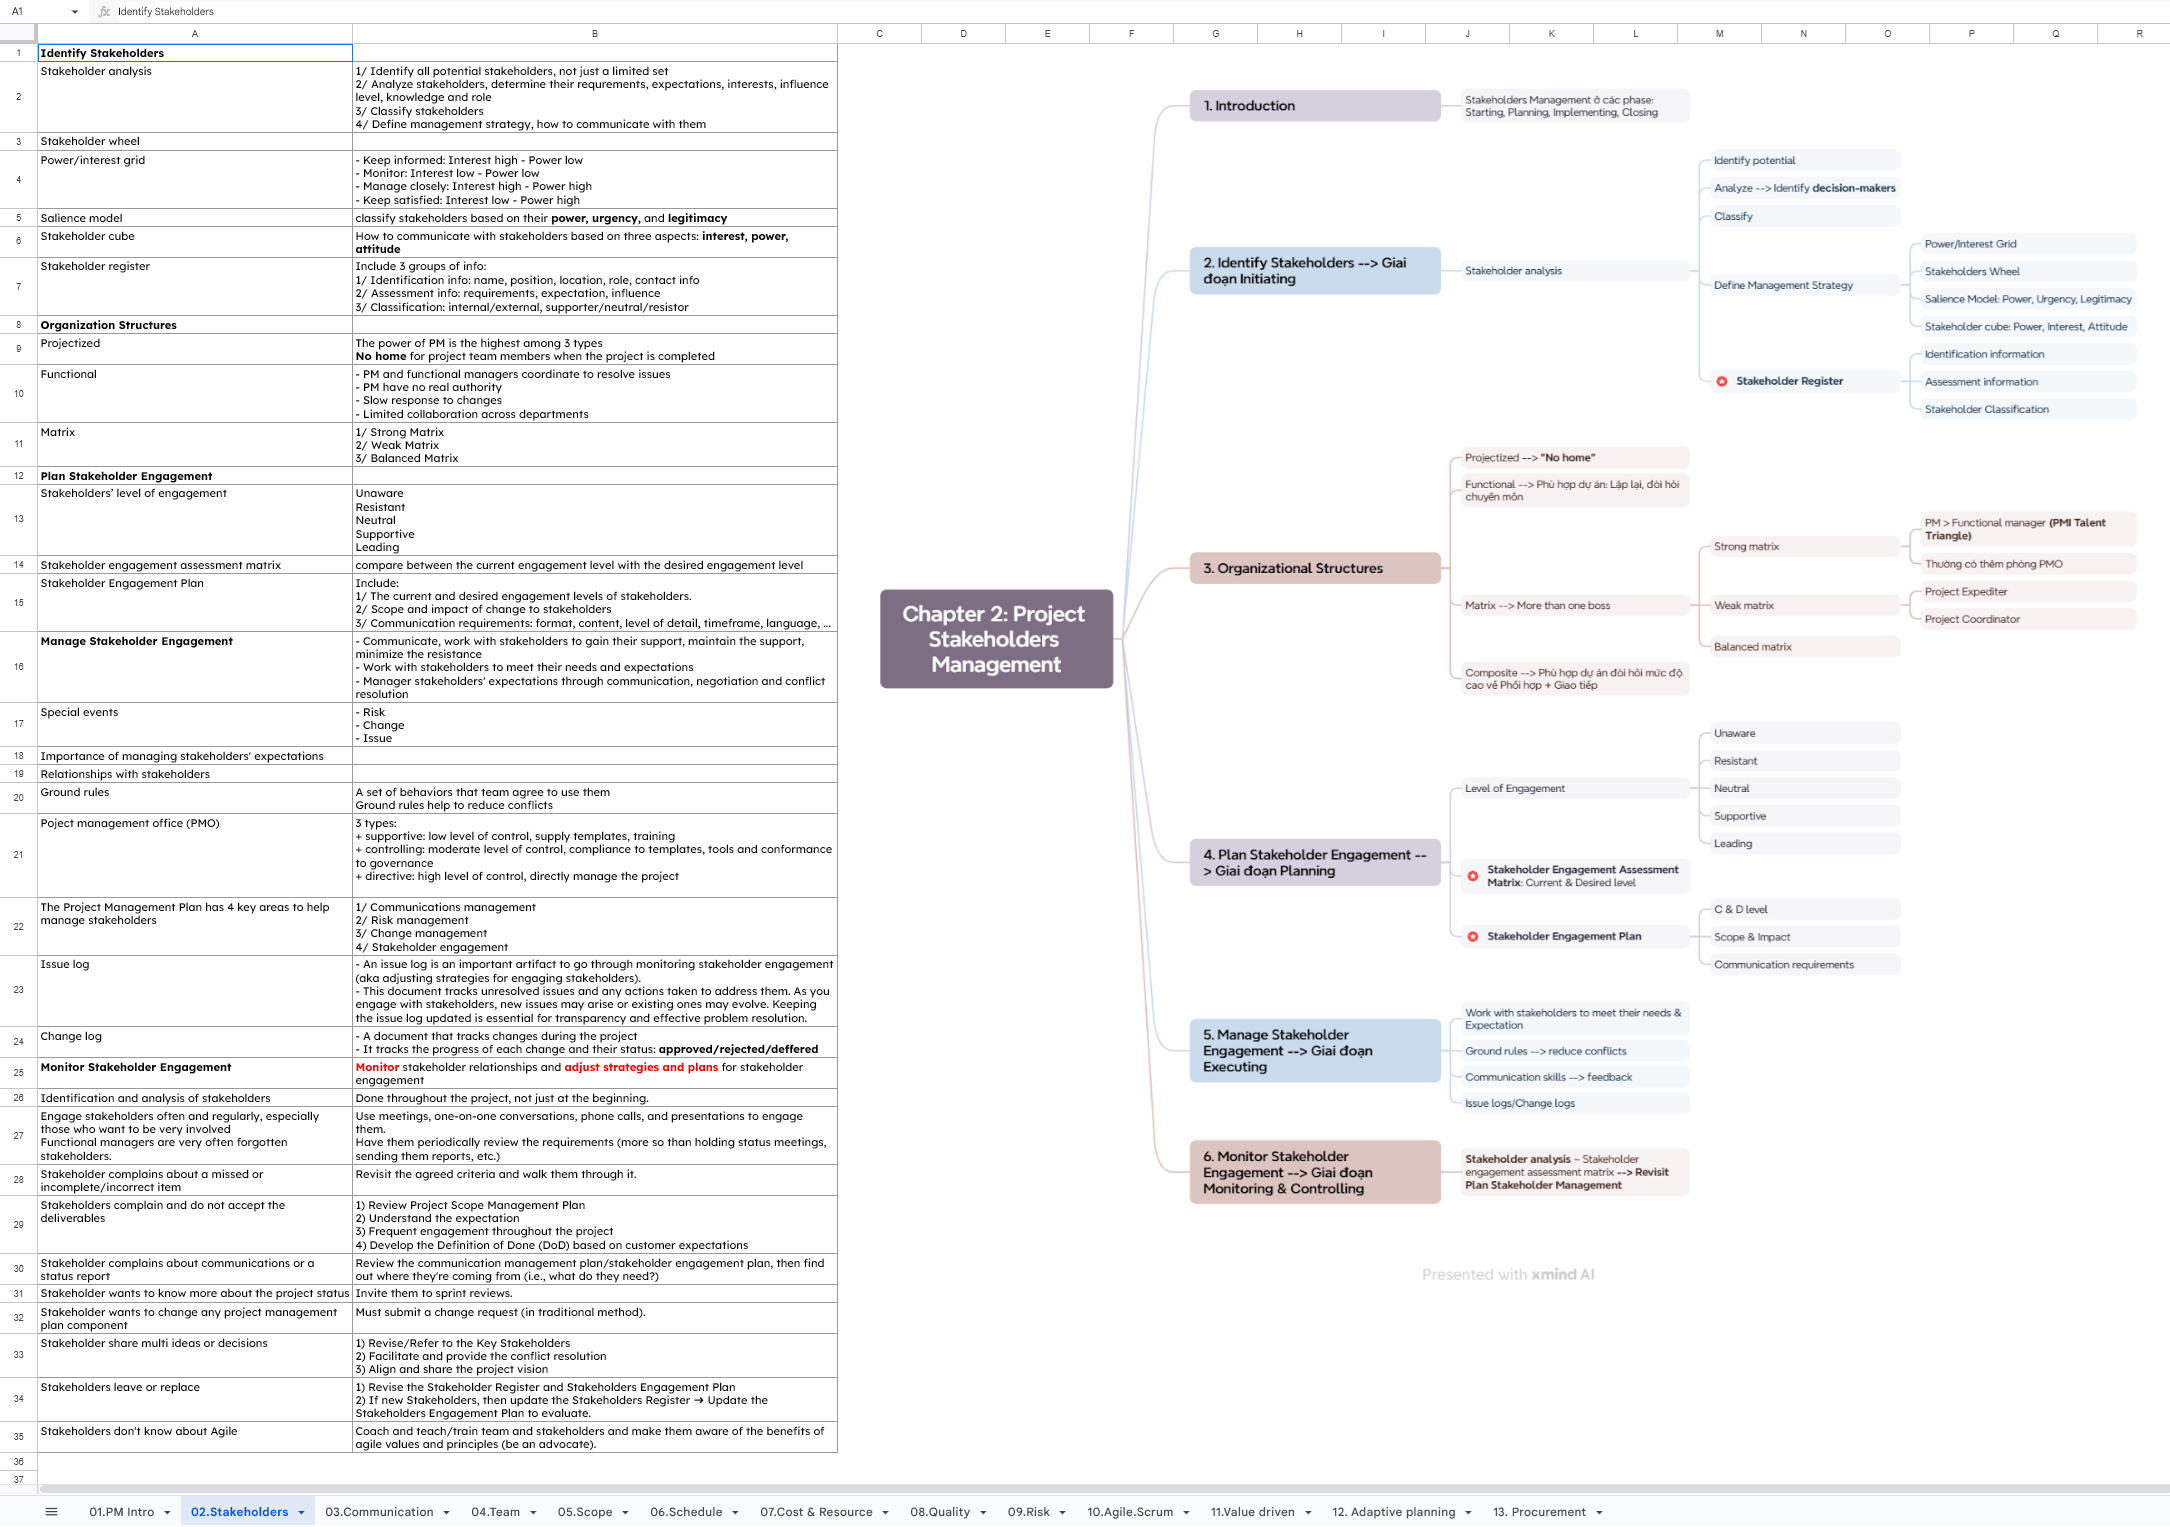 A1
fx
Identify Stakeholders
A B C D E F G H I J K L M N O P Q R
1 Identify Stakeholders
2 Stakeholder analysis
1/ Identify all potential stakeholders, not just a limited set
2/ Analyze stakeholders, determine their requrements, expectations, interests, influence
level, knowledge and role
3/ Classify stakeholders
4/ Define management strategy, how to communicate with them
3 Stakeholder wheel
4 Power/interest grid
- Keep informed: Interest high - Power low
- Monitor: Interest low - Power low
- Manage closely: Interest high - Power high
- Keep satisfied: Interest low - Power high
5 Salience model
classify stakeholders based on their power, urgency, and legitimacy
6 Stakeholder cube
How to communicate with stakeholders based on three aspects: interest, power,
attitude
7 Stakeholder register
Include 3 groups of info:
1/ Identification info: name, position, location, role, contact info
2/ Assessment info: requirements, expectation, influence
3/ Classification: internal/external, supporter/neutral/resistor
8 Organization Structures
9 Projectized
The power of PM is the highest among 3 types
No home for project team members when the project is completed
10 Functional
- PM and functional managers coordinate to resolve issues
- PM have no real authority
- Slow response to changes
- Limited collaboration across departments
11 Matrix
1/ Strong Matrix
2/ Weak Matrix
3/ Balanced Matrix
12 Plan Stakeholder Engagement
13 Stakeholders' level of engagement
Unaware
Resistant
Neutral
Supportive
Leading
14 Stakeholder engagement assessment matrix
compare between the current engagement level with the desired engagement level
15 Stakeholder Engagement Plan
Include:
1/ The current and desired engagement levels of stakeholders.
2/ Scope and impact of change to stakeholders
3/ Communication requirements: format, content, level of detail, timeframe, language, ...
16 Manage Stakeholder Engagement
- Communicate, work with stakeholders to gain their support, maintain the support,
minimize the resistance
- Work with stakeholders to meet their needs and expectations
- Manager stakeholders' expectations through communication, negotiation and conflict
resolution
17 Special events
- Risk
- Change
- Issue
18 Importance of managing stakeholders' expectations
19 Relationships with stakeholders
20 Ground rules
A set of behaviors that team agree to use them
Ground rules help to reduce conflicts
21 Poject management office (PMO)
3 types:
+ supportive: low level of control, supply templates, training
+ controlling: moderate level of control, compliance to templates, tools and conformance
to governance
+ directive: high level of control, directly manage the project
22 The Project Management Plan has 4 key areas to help
manage stakeholders
1/ Communications management
2/ Risk management
3/ Change management
4/ Stakeholder engagement
23 Issue log
- An issue log is an important artifact to go through monitoring stakeholder engagement
(aka adjusting strategies for engaging stakeholders).
- This document tracks unresolved issues and any actions taken to address them. As you
engage with stakeholders, new issues may arise or existing ones may evolve. Keeping
the issue log updated is essential for transparency and effective problem resolution.
24 Change log
- A document that tracks changes during the project
- It tracks the progress of each change and their status: approved/rejected/deffered
25 Monitor Stakeholder Engagement
Monitor stakeholder relationships and adjust strategies and plans for stakeholder
engagement
26 Identification and analysis of stakeholders
Done throughout the project, not just at the beginning.
27 Engage stakeholders often and regularly, especially
those who want to be very involved
Functional managers are very often forgotten
stakeholders.
Use meetings, one-on-one conversations, phone calls, and presentations to engage
them.
Have them periodically review the requirements (more so than holding status meetings,
sending them reports, etc.)
28 Stakeholder complains about a missed or
incomplete/incorrect item
Revisit the agreed criteria and walk them through it.
29 Stakeholders complain and do not accept the
deliverables
1) Review Project Scope Management Plan
2) Understand the expectation
3) Frequent engagement throughout the project
4) Develop the Definition of Done (DoD) based on customer expectations
30 Stakeholder complains about communications or a
status report
Review the communication management plan/stakeholder engagement plan, then find
out where they're coming from (i.e., what do they need?)
31 Stakeholder wants to know more about the project status
Invite them to sprint reviews.
32 Stakeholder wants to change any project management
plan component
Must submit a change request (in traditional method).
33 Stakeholder share multi ideas or decisions
1) Revise/Refer to the Key Stakeholders
2) Facilitate and provide the conflict resolution
3) Align and share the project vision
34 Stakeholders leave or replace
1) Revise the Stakeholder Register and Stakeholders Engagement Plan
2) If new Stakeholders, then update the Stakeholders Register → Update the
Stakeholders Engagement Plan to evaluate.
35 Stakeholders don't know about Agile
Coach and teach/train team and stakeholders and make them aware of the benefits of
agile values and principles (be an advocate).
36
37
Chapter 2: Project
Stakeholders
Management
1. Introduction
Stakeholders Management ở các phase:
Starting, Planning, Implementing, Closing
2. Identify Stakeholders --> Giai
đoạn Initiating
Stakeholder analysis
Identify potential
Analyze --> Identify decision-makers
Classify
Define Management Strategy
Power/Interest Grid
Stakeholders Wheel
Salience Model: Power, Urgency, Legitimacy
Stakeholder cube: Power, Interest, Attitude
Stakeholder Register
Identification information
Assessment information
Stakeholder Classification
3. Organizational Structures
Projectized --> "No home"
Functional --> Phù hợp dự án: Lặp lại, đòi hỏi
chuyên môn
Matrix --> More than one boss
Strong matrix
PM > Functional manager (PMI Talent
Triangle)
Thường có thêm phòng PMO
Weak matrix
Project Expediter
Project Coordinator
Balanced matrix
Composite --> Phù hợp dự án đòi hỏi mức độ
cao về Phối hợp + Giao tiếp
4. Plan Stakeholder Engagement --
> Giai đoạn Planning
Level of Engagement
Unaware
Resistant
Neutral
Supportive
Leading
Stakeholder Engagement Assessment
Matrix: Current & Desired level
Stakeholder Engagement Plan
C & D level
Scope & Impact
Communication requirements
5. Manage Stakeholder
Engagement --> Giai đoạn
Executing
Work with stakeholders to meet their needs &
Expectation
Ground rules --> reduce conflicts
Communication skills --> feedback
Issue logs/Change logs
6. Monitor Stakeholder
Engagement --> Giai đoạn
Monitoring & Controlling
Stakeholder analysis ~ Stakeholder
engagement assessment matrix --> Revisit
Plan Stakeholder Management
Presented with xmind AI
01.PM Intro 02.Stakeholders 03.Communication 04.Team 05.Scope 06.Schedule 07.Cost & Resource 08.Quality 09.Risk 10.Agile.Scrum 11.Value driven 12. Adaptive planning 13. Procurement